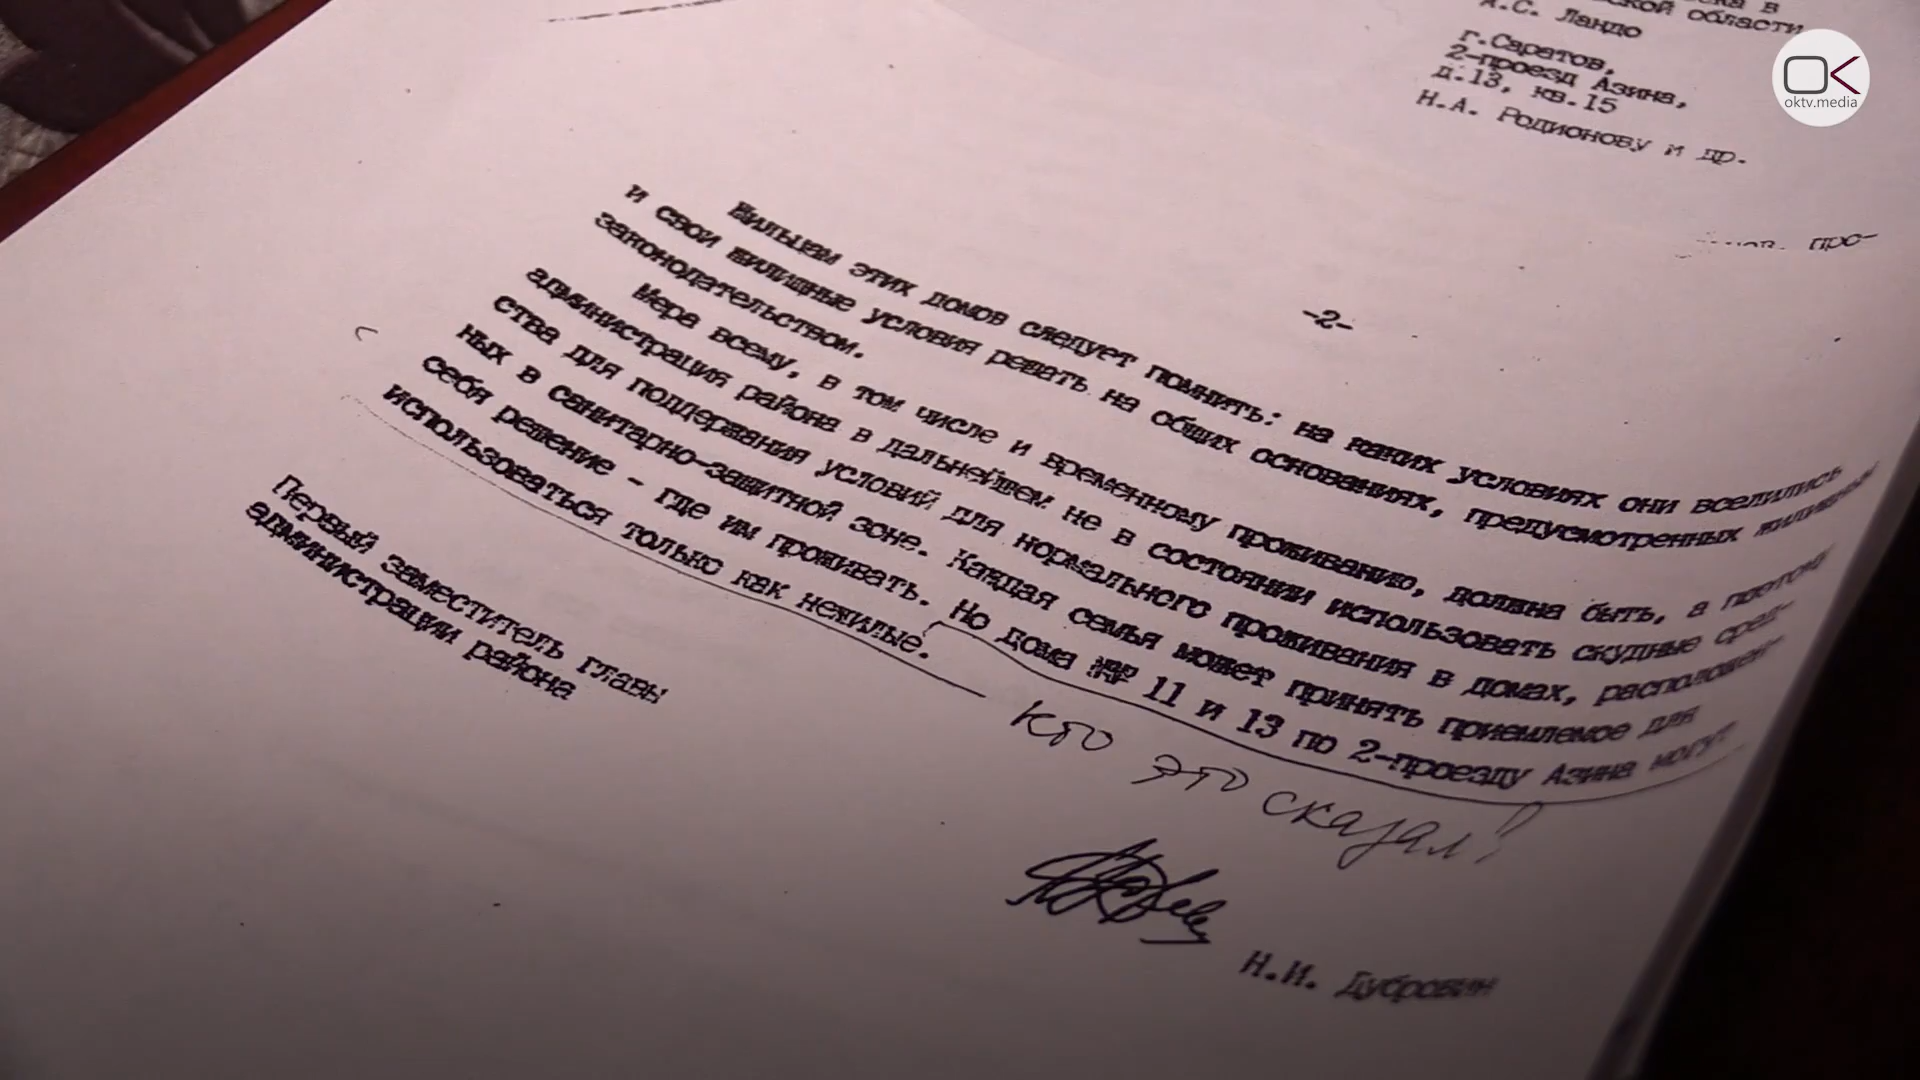 в
ской области
А.С. Ландо
г.Саратов,
2-проезд Азина,
д.13, кв.15
Н.А. Родионову и др.
про-
OK
oktv.media
-2-
Жильцам этих домов следует помнить: на каких условиях они вселились
и свои жилищные условия решать на общих основаниях, предусмотренных жилищным
законодательством.
Мера всему, в том числе и временному проживанию, должна быть, а поэтому
администрация района в дальнейшем не в состоянии использовать скудные сред-
ства для поддержания условий для нормального проживания в домах, расположен-
ных в санитарно-защитной зоне. Каждая семья может принять приемлемое для
себя решение - где им проживать. Но дома №№ 11 и 13 по 2-проезду Азина могут
использоваться только как нежилые.
кто это сказал?
Первый заместитель главы
администрации района
Н.И. Дубровин